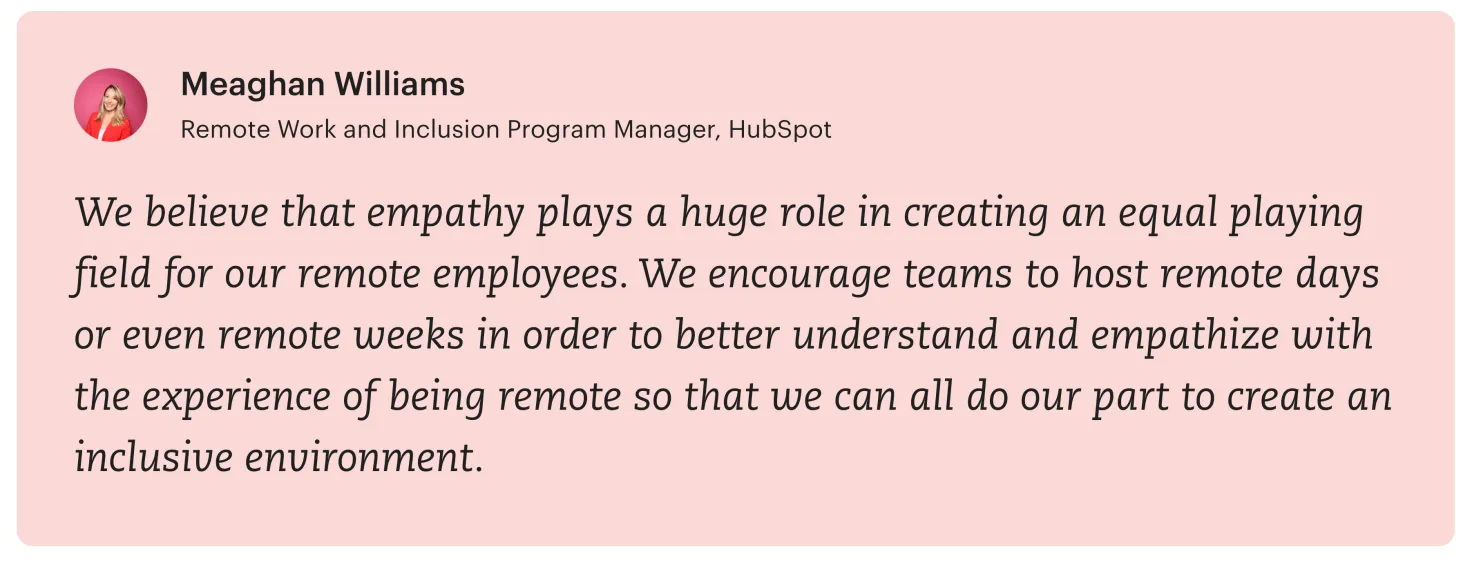 Meaghan Williams
Remote Work and Inclusion Program Manager, HubSpot
We believe that empathy plays a huge role in creating an equal playing
field for our remote employees. We encourage teams to host remote days
or even remote weeks in order to better understand and empathize with
the experience of being remote so that we can all do our part to create an
inclusive environment.